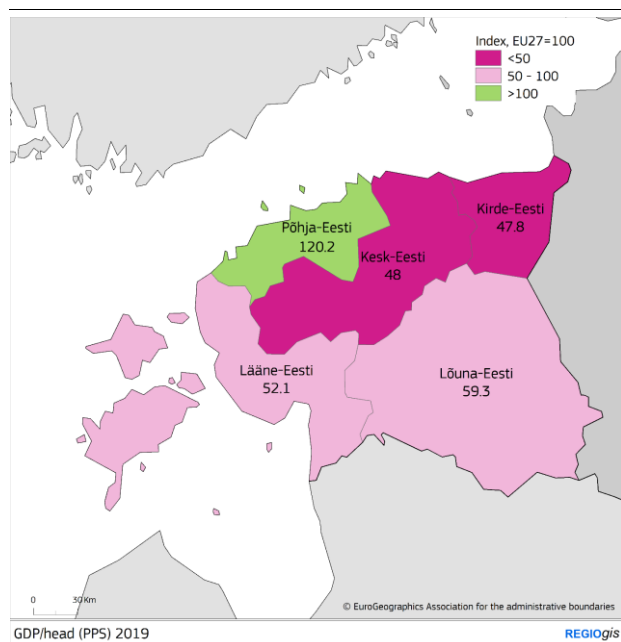 Index, EU27=100
<50
50 - 100
>100
Põhja-Eesti
120.2
Kirde-Eesti
47.8
Kesk-Eesti
48
Lääne-Eesti
52.1
Lõuna-Eesti
59.3
0 30 Km
© EuroGeographics Association for the administrative boundaries
GDP/head (PPS) 2019
REGIOgis